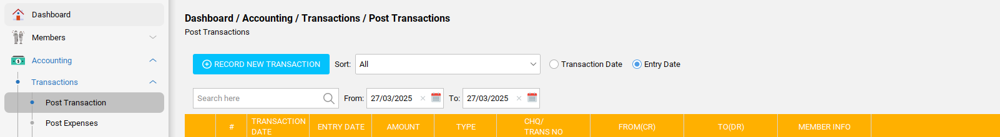 Dashboard
Members
Accounting
Transactions
Post Transaction
Post Expenses
Dashboard / Accounting / Transactions / Post Transactions
Post Transactions
RECORD NEW TRANSACTION Sort: All Transaction Date Entry Date
Search here From: 27/03/2025 × To: 27/03/2025 ×
# TRANSACTION DATE ENTRY DATE AMOUNT TYPE CHQ/ TRANS NO FROM(CR) TO(DR) MEMBER INFO